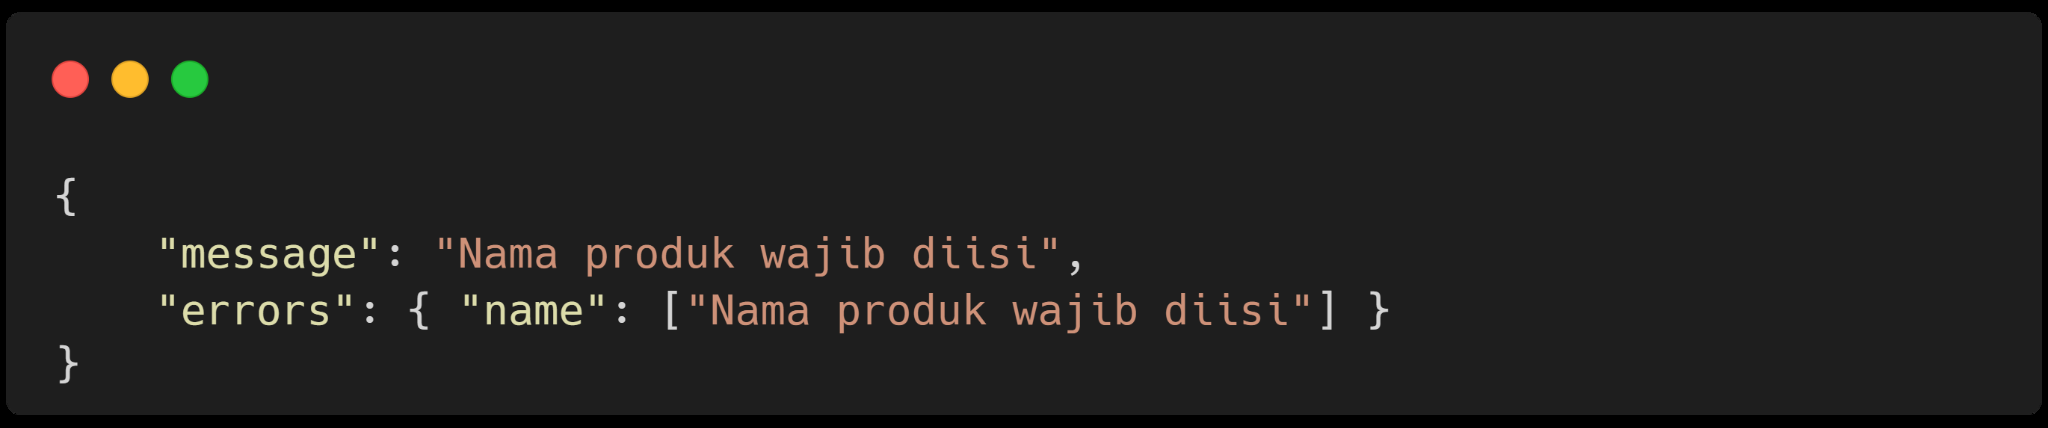 {
    "message": "Nama produk wajib diisi",
    "errors": { "name": ["Nama produk wajib diisi"] }
}